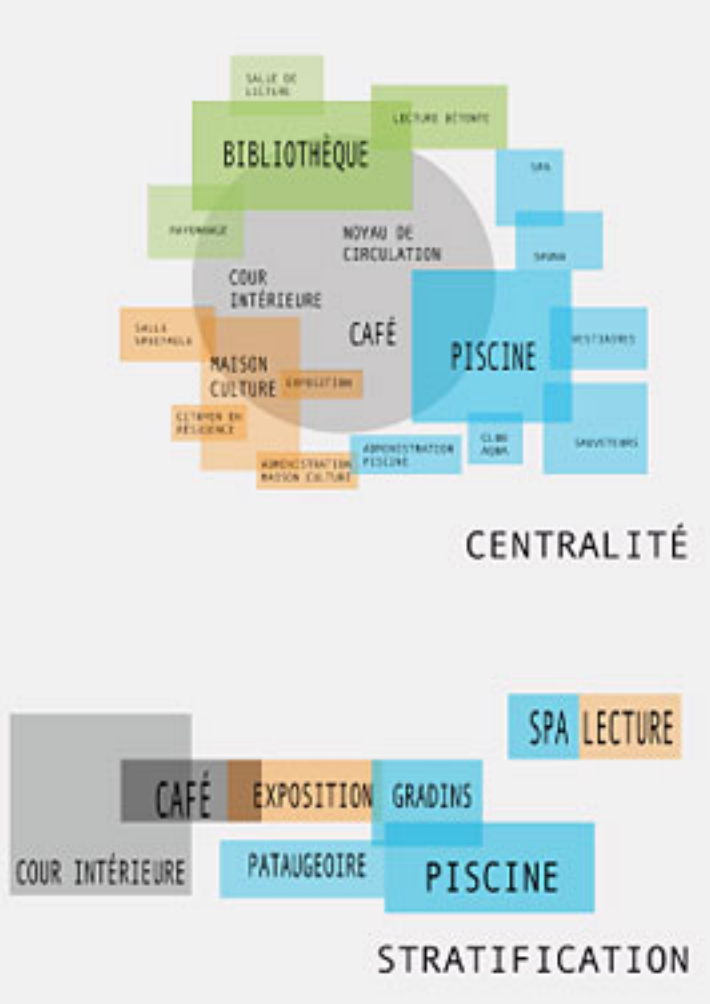 SALLE DE
LECTURE
LECTURE DÉTENTE
BIBLIOTHÈQUE
SPA
RAYONNAGE
NOYAU DE
CIRCULATION
SAUNA
COUR
INTÉRIEURE
SALLE
SPECTACLE
CAFÉ
VESTIAIRES
PISCINE
MAISON
CULTURE
EXPOSITION
CITOYEN EN
RÉSIDENCE
CLUB
AQUA
SAUVETEURS
ADMINISTRATION
PISCINE
ADMINISTRATION
MAISON CULTURE
CENTRALITÉ
SPA LECTURE
CAFÉ EXPOSITION GRADINS
COUR INTÉRIEURE
PATAUGEOIRE
PISCINE
STRATIFICATION